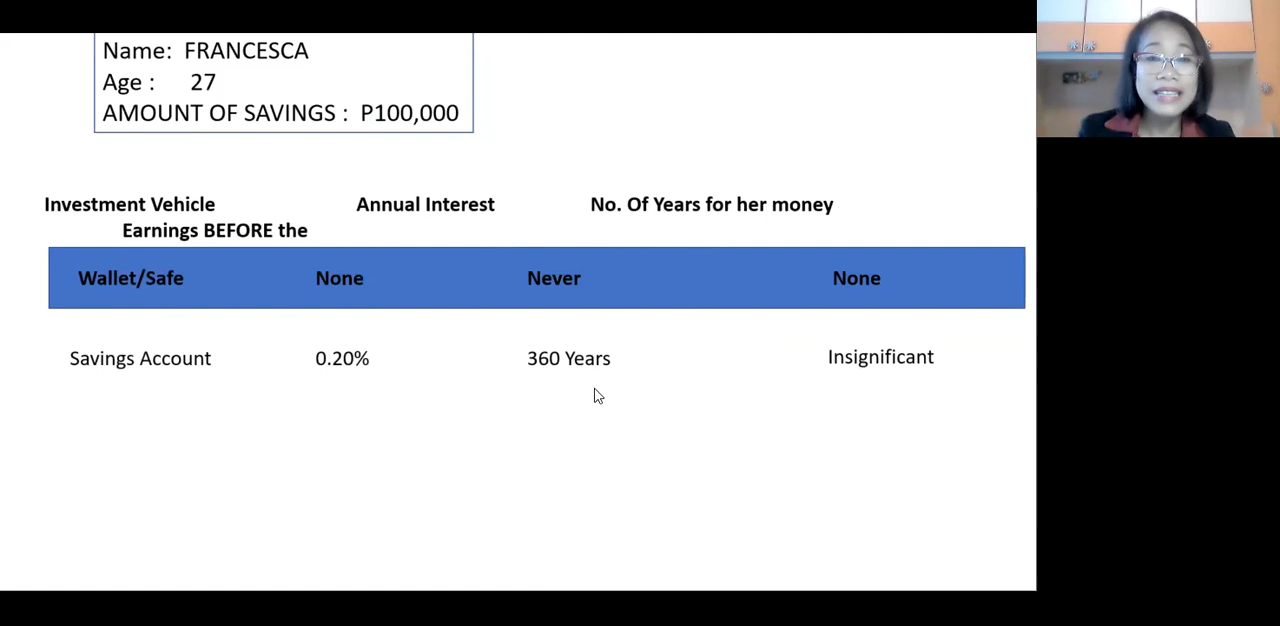 Name: FRANCESCA
Age : 27
AMOUNT OF SAVINGS : P100,000
Investment Vehicle Annual Interest No. Of Years for her money
Earnings BEFORE the
Wallet/Safe None Never None
Savings Account 0.20% 360 Years Insignificant